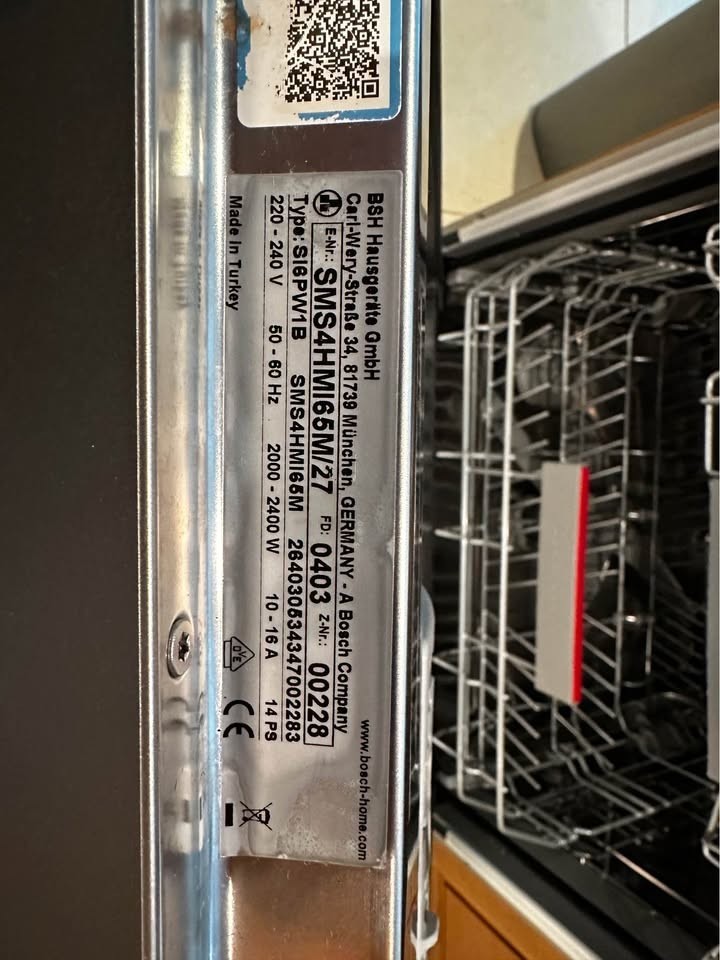 BSH Hausgeräte GmbH
Carl-Wery-Straße 34, 81739 München, GERMANY - A Bosch Company
www.bosch-home.com
E-Nr.: SMS4HMI65M/27 FD: 0403 Z-Nr.: 00228
Type: SI6PW1B SMS4HMI65M 264030534347002283
220 - 240 V 50 - 60 Hz 2000 - 2400 W 10 - 16 A 14 PS
Made in Turkey
DVE
CE